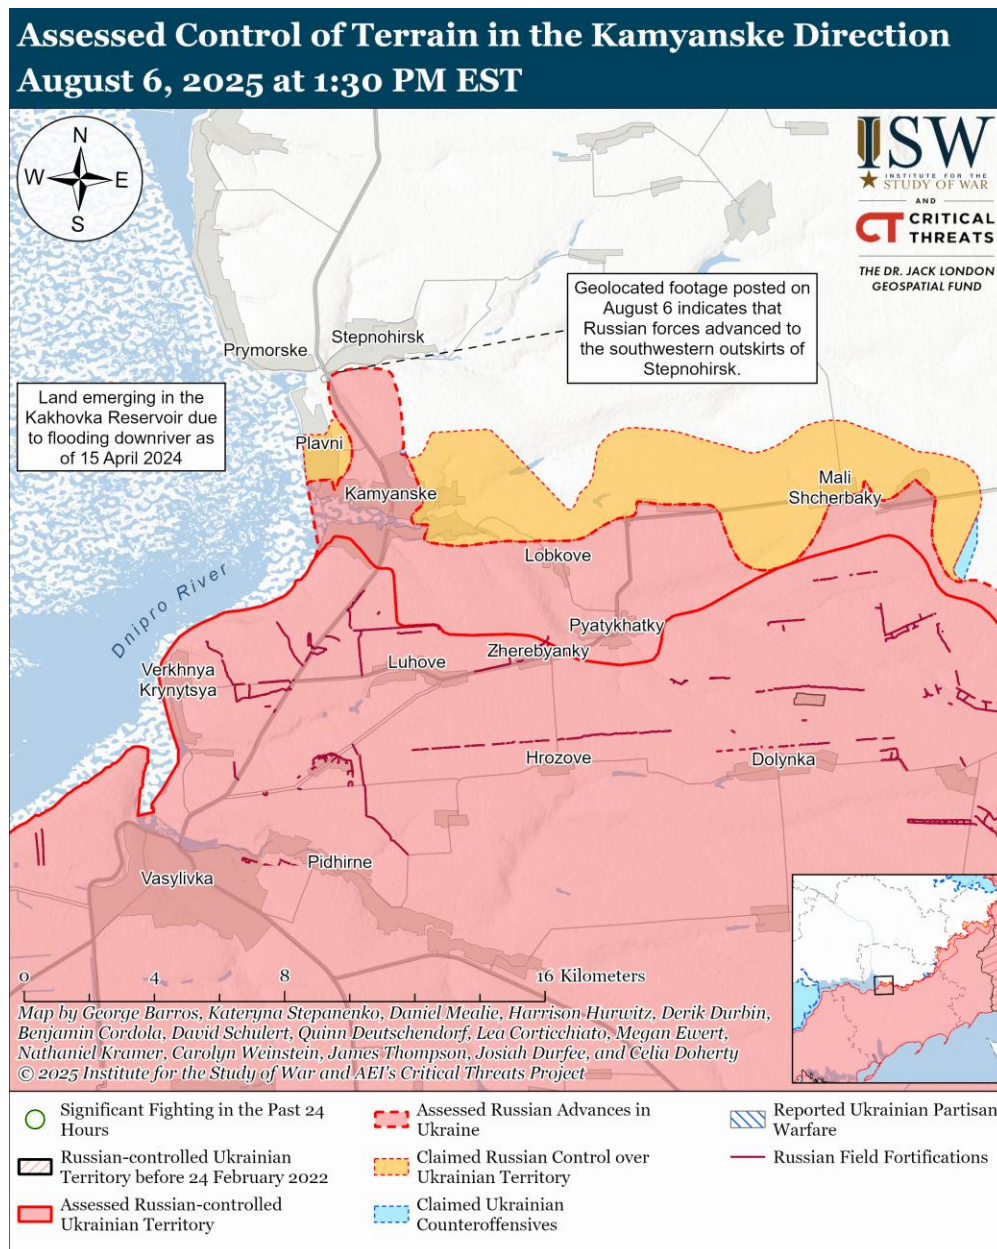 Assessed Control of Terrain in the Kamyanske Direction
August 6, 2025 at 1:30 PM EST
N
W
E
S
ISW
INSTITUTE FOR THE
STUDY OF WAR
AND
CT CRITICAL
THREATS
THE DR. JACK LONDON
GEOSPATIAL FUND
Geolocated footage posted on
August 6 indicates that
Russian forces advanced to
the southwestern outskirts of
Stepnohirsk.
Stepnohirsk
Prymorske
Land emerging in the
Kakhovka Reservoir due
to flooding downriver as
of 15 April 2024
Plavni
Kamyanske
Mali
Shcherbaky
Lobkove
Dnipro River
Pyatykhatky
Zherebyanky
Luhove
Verkhnya
Krynytsya
Hrozove
Dolynka
Pidhirne
Vasylivka
0 4 8 16 Kilometers
Map by George Barros, Kateryna Stepanenko, Daniel Mealie, Harrison Hurwitz, Derik Durbin,
Benjamin Cordola, David Schulert, Quinn Deutschendorf, Lea Corticchiato, Megan Ewert,
Nathaniel Kramer, Carolyn Weinstein, James Thompson, Josiah Durfee, and Celia Doherty
© 2025 Institute for the Study of War and AEI's Critical Threats Project
Significant Fighting in the Past 24
Hours
Russian-controlled Ukrainian
Territory before 24 February 2022
Assessed Russian-controlled
Ukrainian Territory
Assessed Russian Advances in
Ukraine
Claimed Russian Control over
Ukrainian Territory
Claimed Ukrainian
Counteroffensives
Reported Ukrainian Partisan
Warfare
Russian Field Fortifications